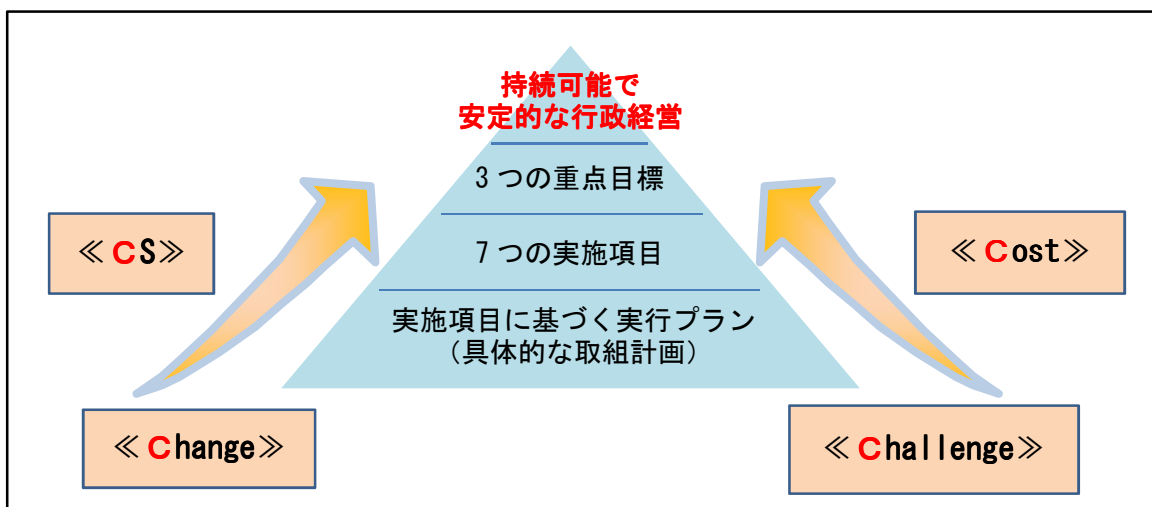 持続可能で
安定的な行政経営
3つの重点目標
7つの実施項目
実施項目に基づく実行プラン
（具体的な取組計画）
≪CS≫
≪Cost≫
≪Change≫
≪Challenge≫